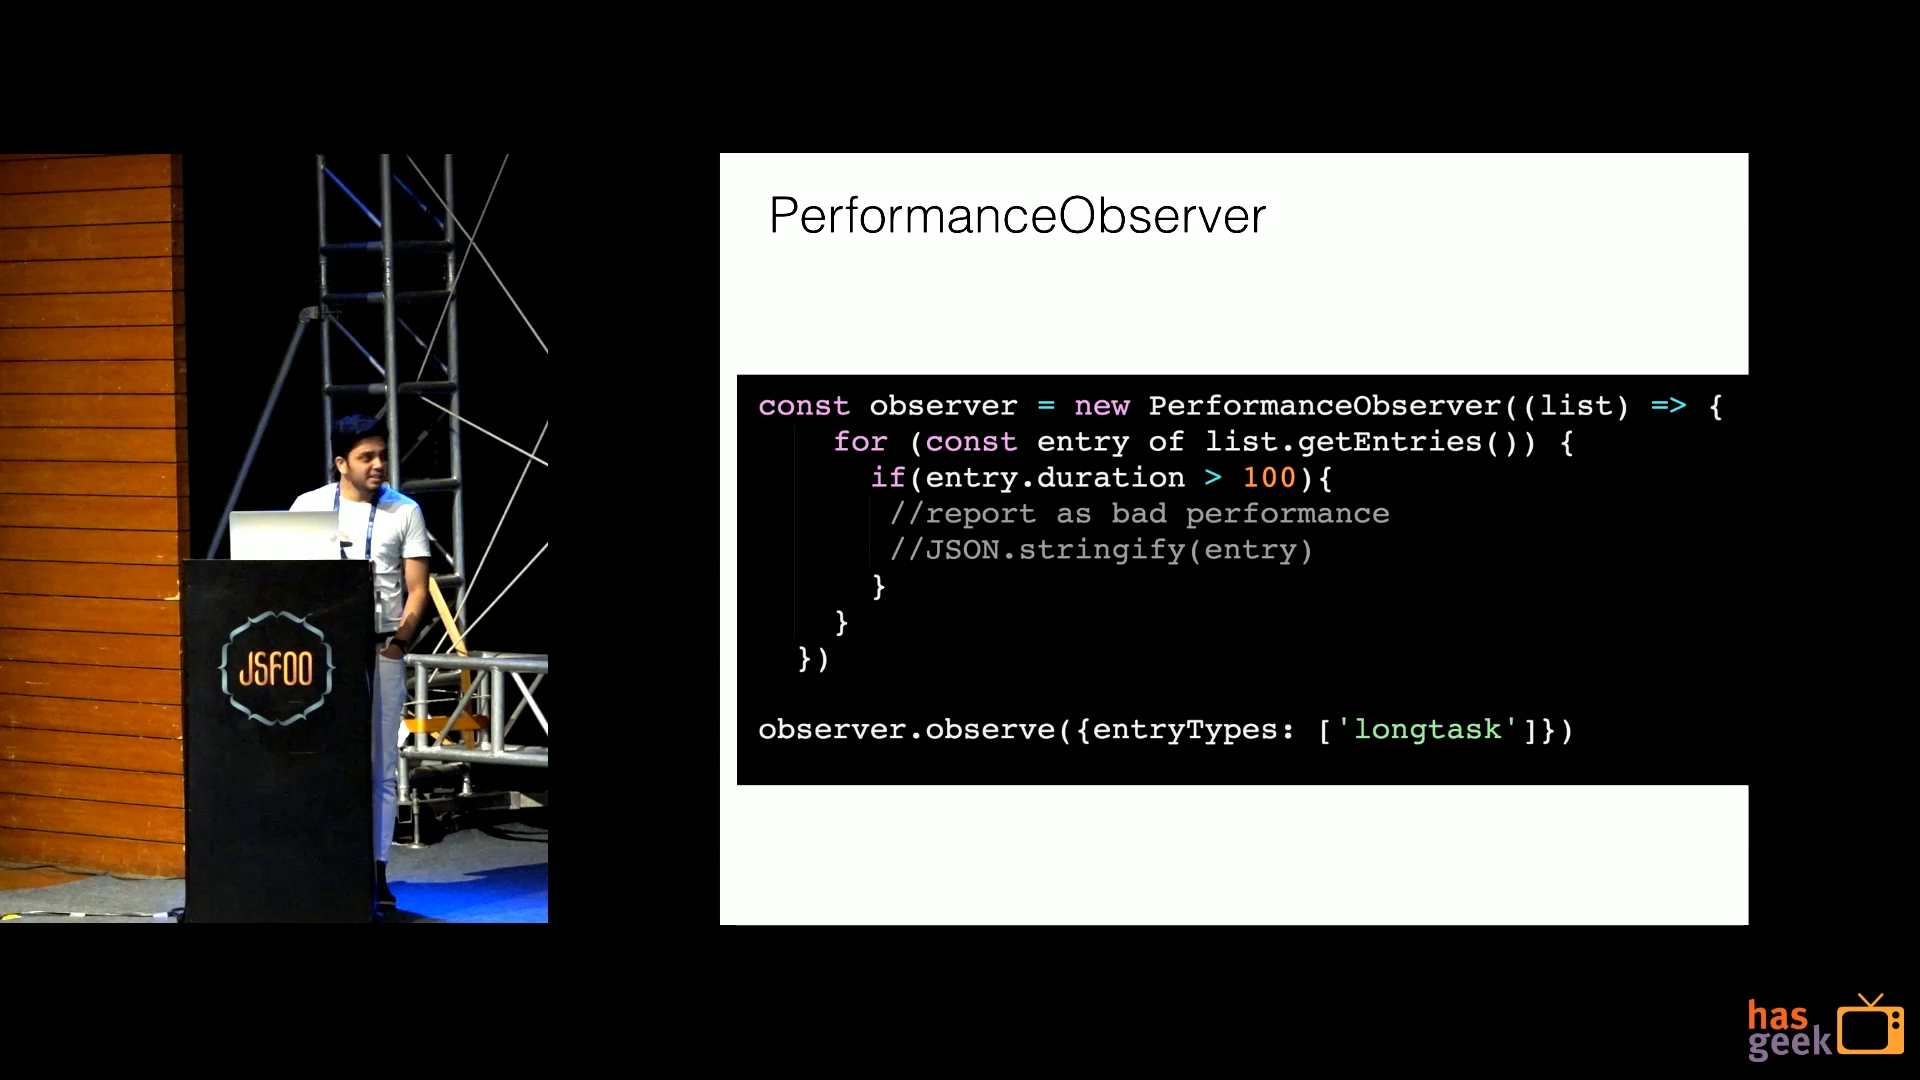 PerformanceObserver
const observer = new PerformanceObserver((list) => {
for (const entry of list.getEntries()) {
if(entry.duration > 100){
//report as bad performance
//JSON.stringify(entry)
}
}
})
observer.observe({entryTypes: ['longtask']})
JSFOO
has
geek